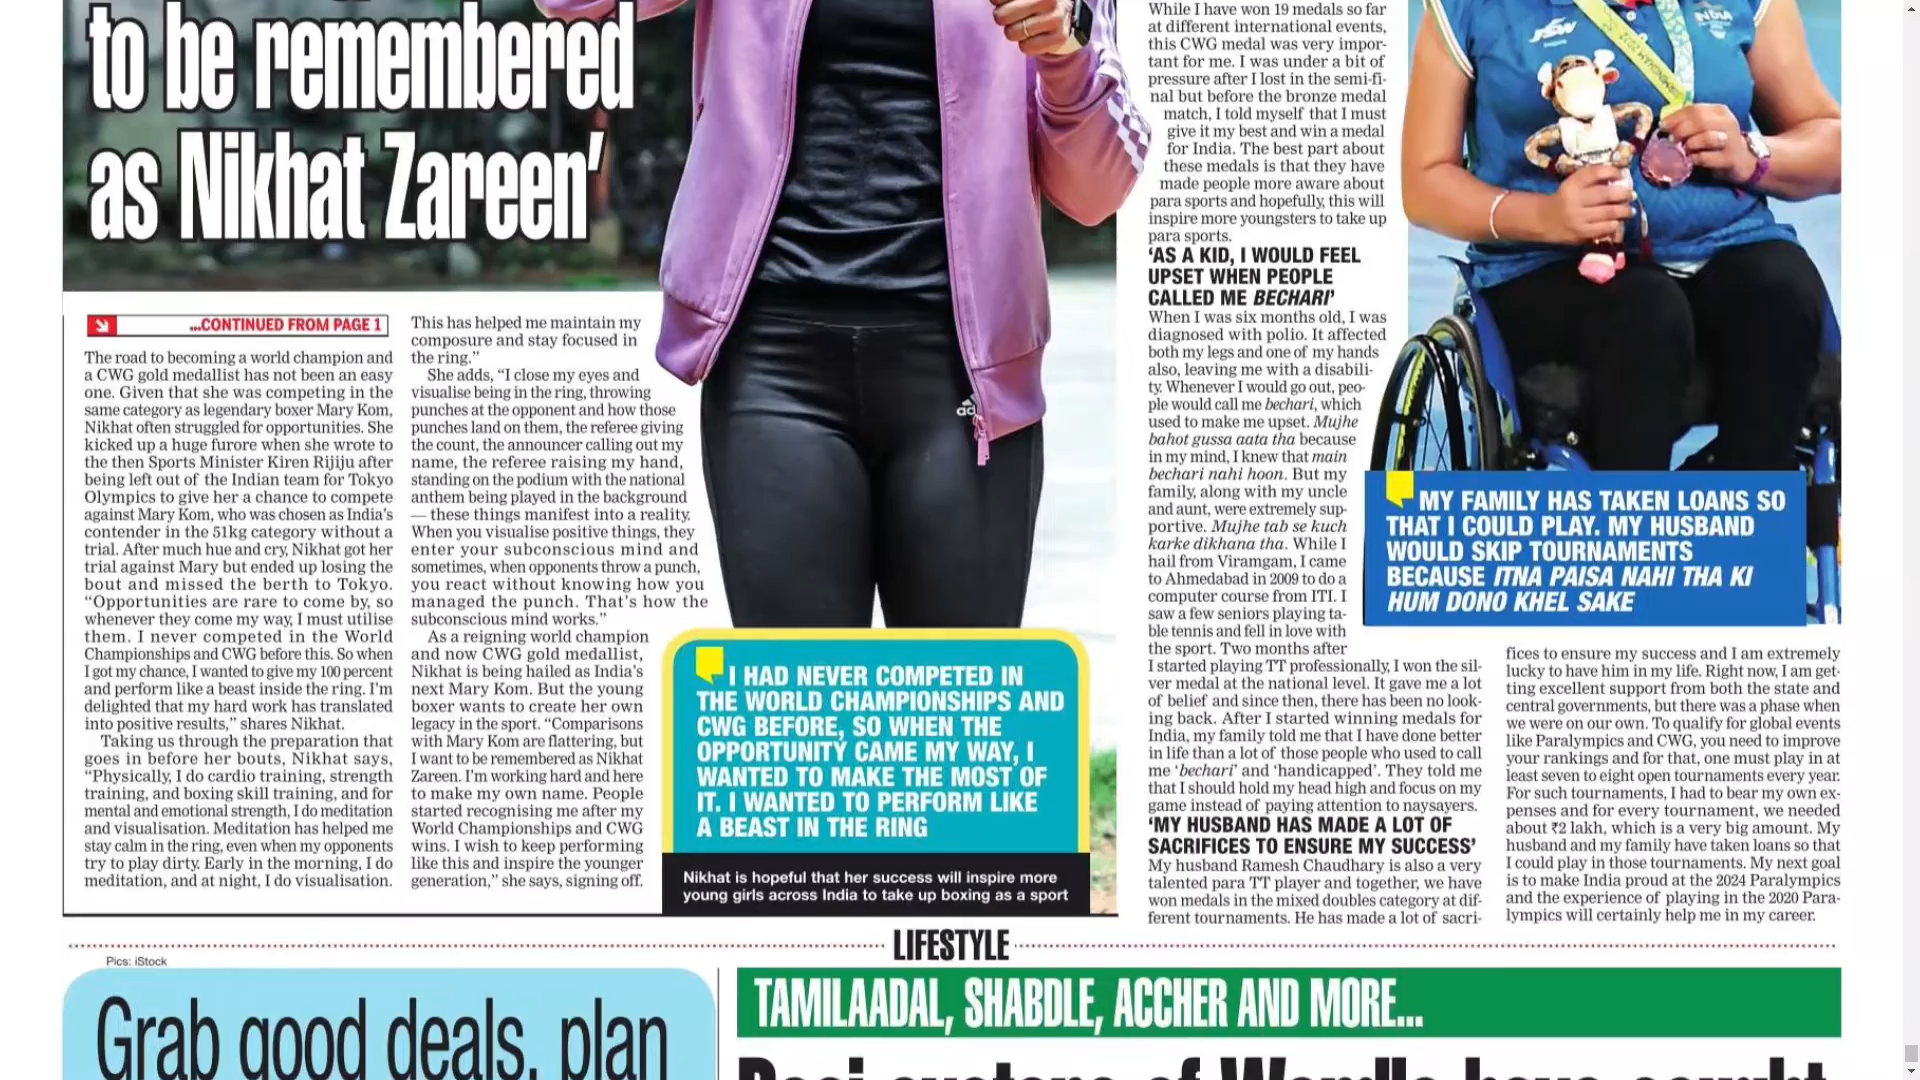 to be remembered
as Nikhat Zareen’
...CONTINUED FROM PAGE 1
The road to becoming a world champion and
a CWG gold medallist has not been an easy
one. Given that she was competing in the
same category as legendary boxer Mary Kom,
Nikhat often struggled for opportunities. She
kicked up a huge furore when she wrote to
the then Sports Minister Kiren Rijiju after
being left out of the Indian team for Tokyo
Olympics to give her a chance to compete
against Mary Kom, who was chosen as India’s
contender in the 51kg category without a
trial. After much hue and cry, Nikhat got her
trial against Mary but ended up losing the
bout and missed the berth to Tokyo.
“Opportunities are rare to come by, so
whenever they come my way, I must utilise
them. I never competed in the World
Championships and CWG before this. So when
I got my chance, I wanted to give my 100 percent
and perform like a beast inside the ring. I’m
delighted that my hard work has translated
into positive results,” shares Nikhat.
Taking us through the preparation that
goes in before her bouts, Nikhat says,
“Physically, I do cardio training, strength
training, and boxing skill training, and for
mental and emotional strength, I do meditation
and visualisation. Meditation has helped me
stay calm in the ring, even when my opponents
try to play dirty. Early in the morning, I do
meditation, and at night, I do visualisation.
This has helped me maintain my
composure and stay focused in
the ring.”
She adds, “I close my eyes and
visualise being in the ring, throwing
punches at the opponent and how those
punches land on them, the referee giving
the count, the announcer calling out my
name, the referee raising my hand,
standing on the podium with the national
anthem being played in the background
— these things manifest into a reality.
When you visualise positive things, they
enter your subconscious mind and
sometimes, when opponents throw a punch,
you react without knowing how you
managed the punch. That’s how the
subconscious mind works.”
As a reigning world champion
and now CWG gold medallist,
Nikhat is being hailed as India’s
next Mary Kom. But the young
boxer wants to create her own
legacy in the sport. “Comparisons
with Mary Kom are flattering, but
I want to be remembered as Nikhat
Zareen. I’m working hard and here
to make my own name. People
started recognising me after my
World Championships and CWG
wins. I wish to keep performing
like this and inspire the younger
generation,” she says, signing off.
I HAD NEVER COMPETED IN
THE WORLD CHAMPIONSHIPS AND
CWG BEFORE, SO WHEN THE
OPPORTUNITY CAME MY WAY, I
WANTED TO MAKE THE MOST OF
IT. I WANTED TO PERFORM LIKE
A BEAST IN THE RING
Nikhat is hopeful that her success will inspire more
young girls across India to take up boxing as a sport
While I have won 19 medals so far
at different international events,
this CWG medal was very impor-
tant for me. I was under a bit of
pressure after I lost in the semi-fi-
nal but before the bronze medal
match, I told myself that I must
give it my best and win a medal
for India. The best part about
these medals is that they have
made people more aware about
para sports and hopefully, this will
inspire more youngsters to take up
para sports.
‘AS A KID, I WOULD FEEL
UPSET WHEN PEOPLE
CALLED ME BECHARI’
When I was six months old, I was
diagnosed with polio. It affected
both my legs and one of my hands
also, leaving me with a disabili-
ty. Whenever I would go out, peo-
ple would call me bechari, which
used to make me upset. Mujhe
bahot gussa aata tha because
in my mind, I knew that main
bechari nahi hoon. But my
family, along with my uncle
and aunt, were extremely sup-
portive. Mujhe tab se kuch
karke dikhana tha. While I
hail from Viramgam, I came
to Ahmedabad in 2009 to do a
computer course from ITI. I
saw a few seniors playing ta-
ble tennis and fell in love with
the sport. Two months after
I started playing TT professionally, I won the sil-
ver medal at the national level. It gave me a lot
of belief and since then, there has been no look-
ing back. After I started winning medals for
India, my family told me that I have done better
in life than a lot of those people who used to call
me ‘bechari’ and ‘handicapped’. They told me
that I should hold my head high and focus on my
game instead of paying attention to naysayers.
‘MY HUSBAND HAS MADE A LOT OF
SACRIFICES TO ENSURE MY SUCCESS’
My husband Ramesh Chaudhary is also a very
talented para TT player and together, we have
won medals in the mixed doubles category at dif-
ferent tournaments. He has made a lot of sacri-
INDIA
JSW
MY FAMILY HAS TAKEN LOANS SO
THAT I COULD PLAY. MY HUSBAND
WOULD SKIP TOURNAMENTS
BECAUSE ITNA PAISA NAHI THA KI
HUM DONO KHEL SAKE
fices to ensure my success and I am extremely
lucky to have him in my life. Right now, I am get-
ting excellent support from both the state and
central governments, but there was a phase when
we were on our own. To qualify for global events
like Paralympics and CWG, you need to improve
your rankings and for that, one must play in at
least seven to eight open tournaments every year.
For such tournaments, I had to bear my own ex-
penses and for every tournament, we needed
about ₹2 lakh, which is a very big amount. My
husband and my family have taken loans so that
I could play in those tournaments. My next goal
is to make India proud at the 2024 Paralympics
and the experience of playing in the 2020 Para-
lympics will certainly help me in my career.
LIFESTYLE
Pics: iStock
Grab good deals, plan
TAMILAADAL, SHABDLE, ACCHER AND MORE...